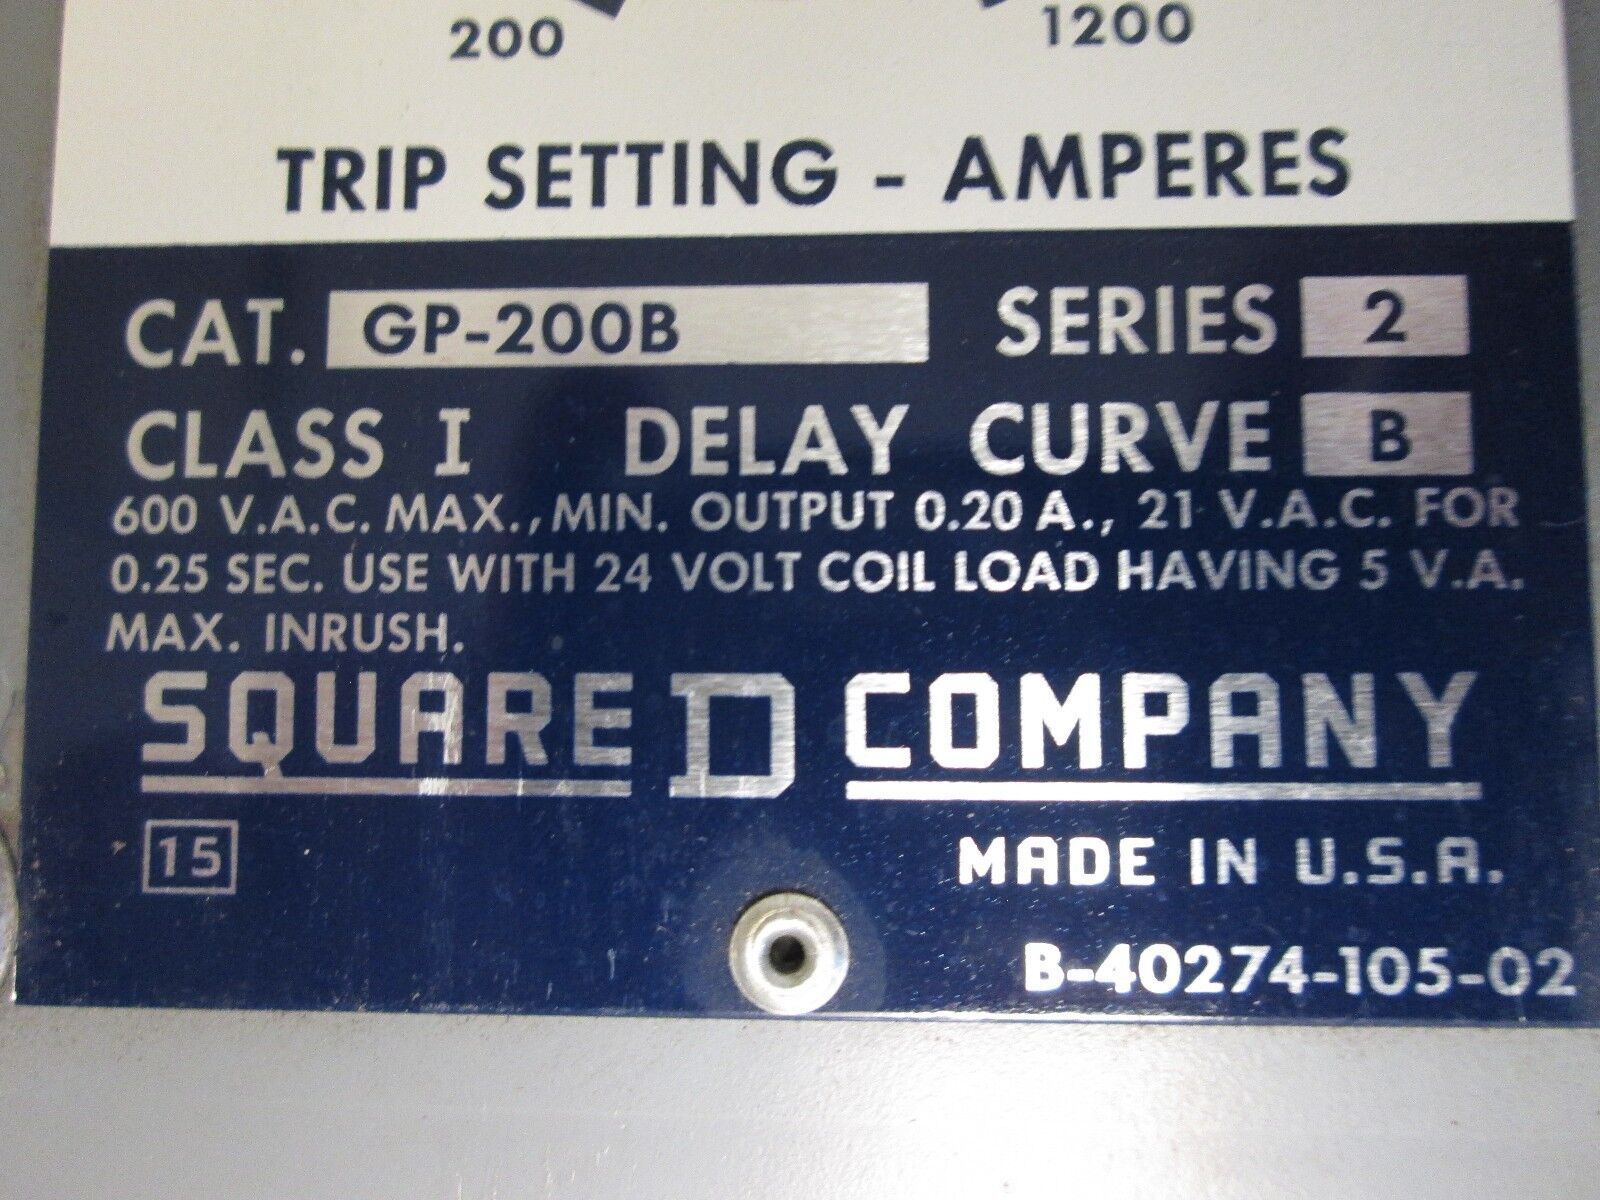 200 1200
TRIP SETTING - AMPERES
CAT. GP-200B SERIES 2
CLASS I DELAY CURVE B
600 V.A.C. MAX., MIN. OUTPUT 0.20 A., 21 V.A.C. FOR
0.25 SEC. USE WITH 24 VOLT COIL LOAD HAVING 5 V.A.
MAX. INRUSH.
SQUARE D COMPANY
15 MADE IN U.S.A.
B-40274-105-02